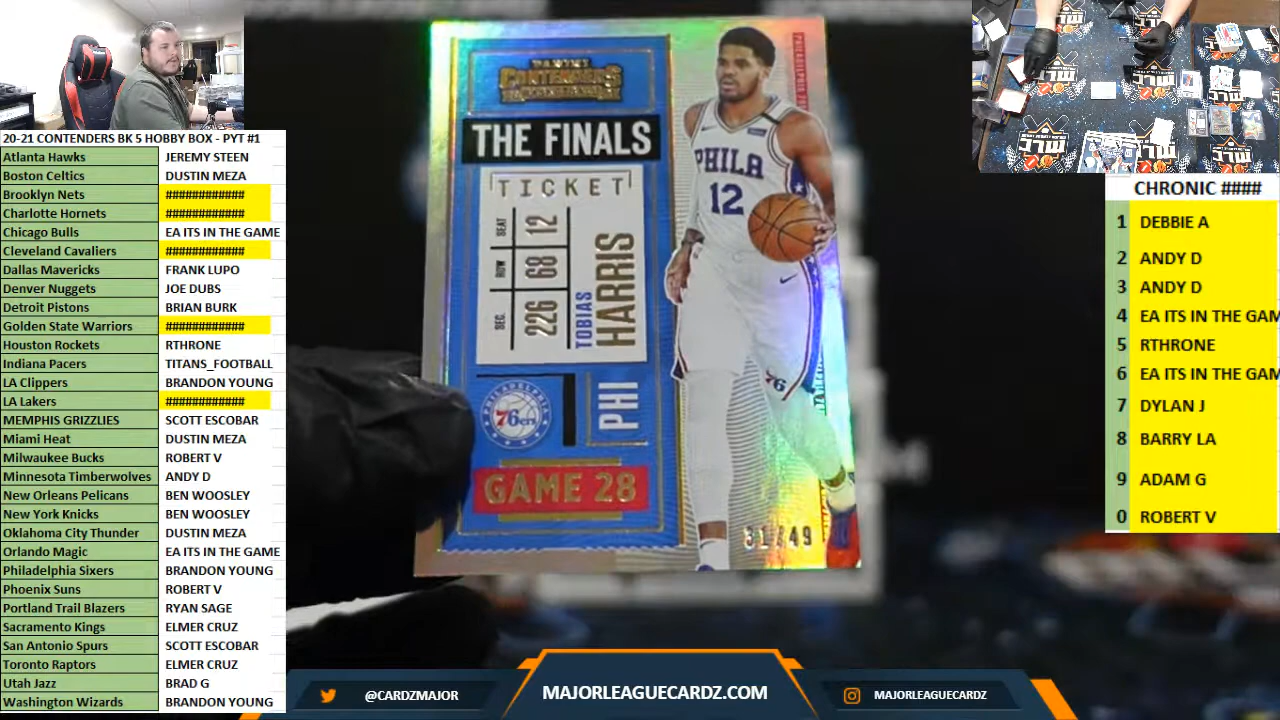 20-21 CONTENDERS BK 5 HOBBY BOX - PYT #1
Atlanta Hawks JEREMY STEEN
Boston Celtics DUSTIN MEZA
Brooklyn Nets ############
Charlotte Hornets ############
Chicago Bulls EA ITS IN THE GAME
Cleveland Cavaliers ############
Dallas Mavericks FRANK LUPO
Denver Nuggets JOE DUBS
Detroit Pistons BRIAN BURK
Golden State Warriors ############
Houston Rockets RTHRONE
Indiana Pacers TITANS_FOOTBALL
LA Clippers BRANDON YOUNG
LA Lakers ############
MEMPHIS GRIZZLIES SCOTT ESCOBAR
Miami Heat DUSTIN MEZA
Milwaukee Bucks ROBERT V
Minnesota Timberwolves ANDY D
New Orleans Pelicans BEN WOOSLEY
New York Knicks BEN WOOSLEY
Oklahoma City Thunder DUSTIN MEZA
Orlando Magic EA ITS IN THE GAME
Philadelphia Sixers BRANDON YOUNG
Phoenix Suns ROBERT V
Portland Trail Blazers RYAN SAGE
Sacramento Kings ELMER CRUZ
San Antonio Spurs SCOTT ESCOBAR
Toronto Raptors ELMER CRUZ
Utah Jazz BRAD G
Washington Wizards BRANDON YOUNG
PANINI
CONTENDERS
THE FINALS
TICKET
SEAT 12
ROW 68
SEC. 226
TOBIAS
HARRIS
PHILADELPHIA
76ers
PHI
GAME 28
PHILA
12
76
/49
CHRONIC ####
1 DEBBIE A
2 ANDY D
3 ANDY D
4 EA ITS IN THE GAM
5 RTHRONE
6 EA ITS IN THE GAM
7 DYLAN J
8 BARRY LA
9 ADAM G
0 ROBERT V
MLC
MLC
MLC
@CARDZMAJOR
MAJORLEAGUECARDZ.COM
MAJORLEAGUECARDZ